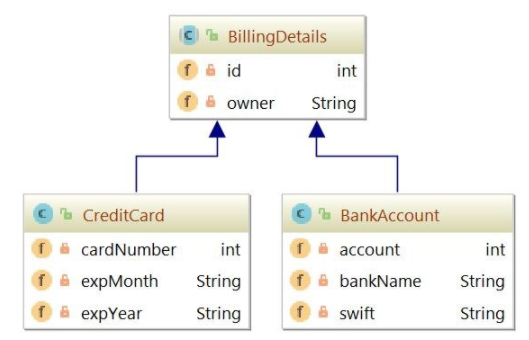 C BillingDetails
f id int
f owner String
C CreditCard
f cardNumber int
f expMonth String
f expYear String
C BankAccount
f account int
f bankName String
f swift String